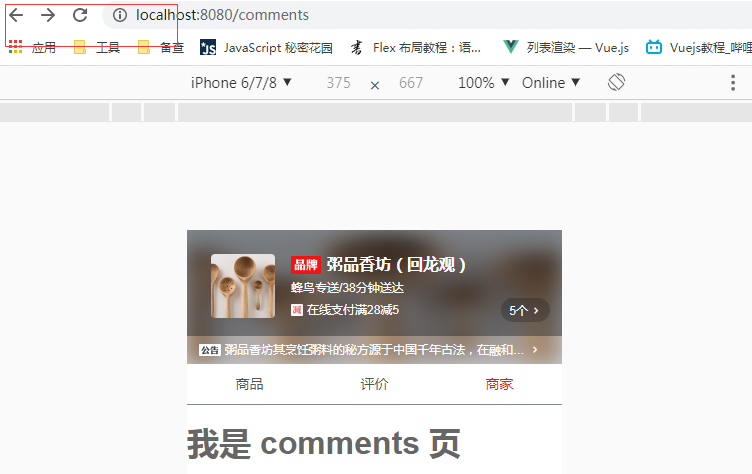 localhost:8080/comments
应用 工具 备查 JS JavaScript 秘密花园 Flex 布局教程：语... 列表渲染 — Vue.js Vuejs教程_哔哩
iPhone 6/7/8 ▼ 375 × 667 100% ▼ Online ▼
品牌 粥品香坊（回龙观）
蜂鸟专送/38分钟送达
减 在线支付满28减5
5个 >
公告 粥品香坊其烹饪粥料的秘方源于中国千年古法，在融和... >
商品 评价 商家
我是 comments 页